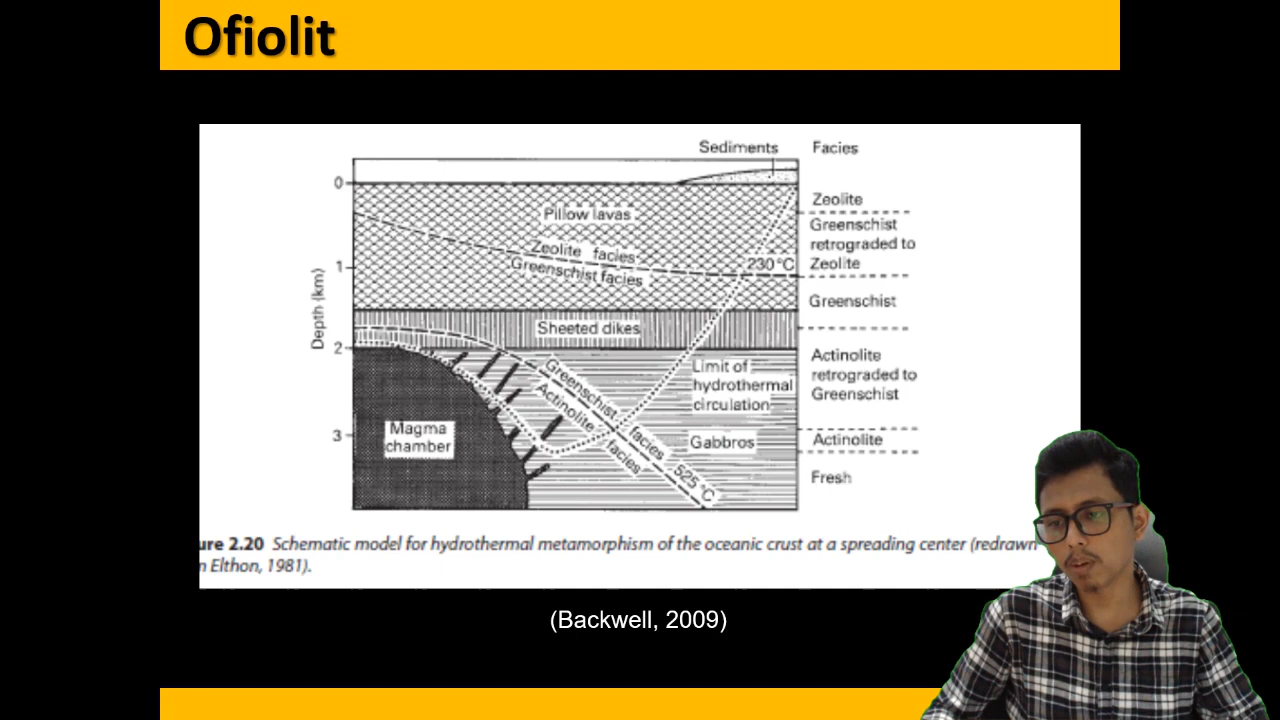 Ofiolit
Sediments
Facies
0
Pillow lavas
Zeolite
Greenschist
retrograded to
Zeolite
Zeolite facies
Greenschist facies
230°C
1
Depth (km)
Greenschist
Sheeted dikes
2
Actinolite
retrograded to
Greenschist
Limit of
hydrothermal
circulation
Greenschist facies
Actinolite facies
525°C
Magma
chamber
3
Gabbros
Actinolite
Fresh
ure 2.20 Schematic model for hydrothermal metamorphism of the oceanic crust at a spreading center (redrawn
n Elthon, 1981).
(Backwell, 2009)